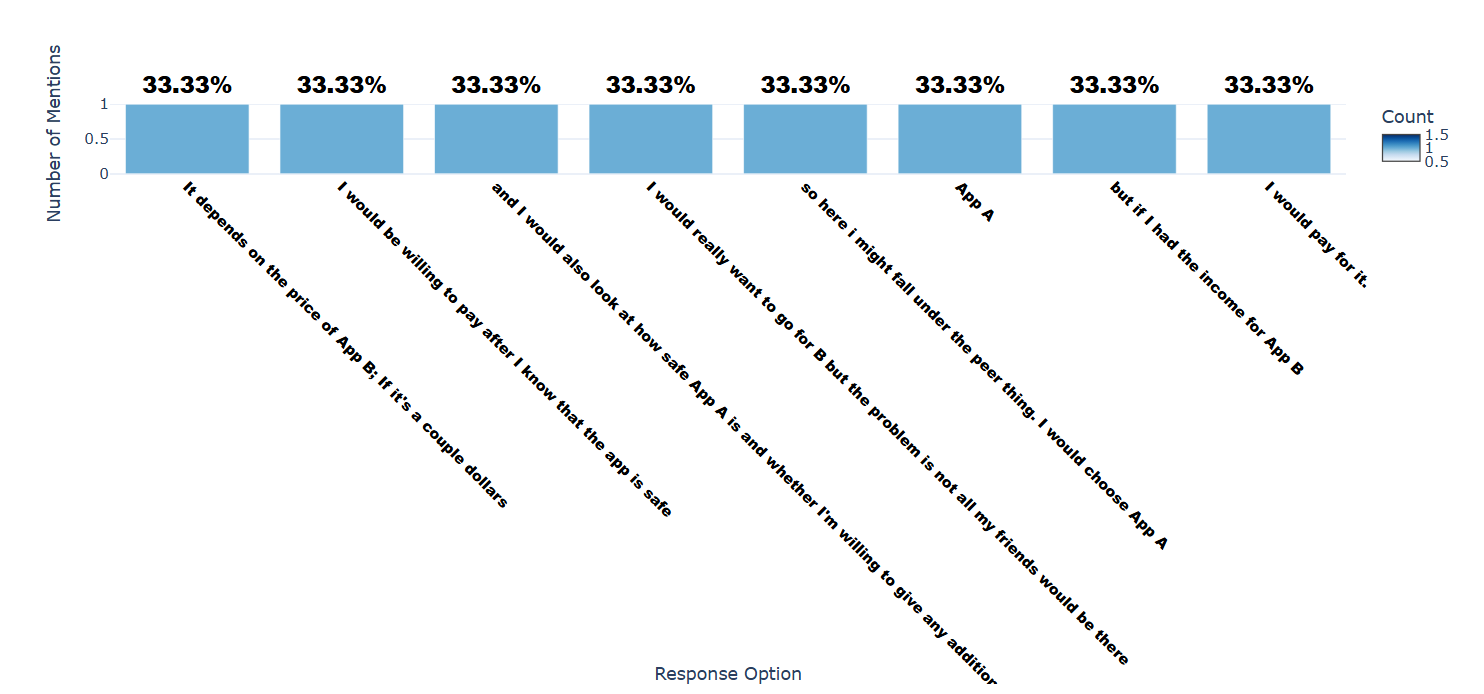 33.33% 33.33% 33.33% 33.33% 33.33% 33.33% 33.33% 33.33%
Number of Mentions
1
0.5
0
Count
1.5
1
0.5
It depends on the price of App B; If it's a couple dollars
I would be willing to pay after I know that the app is safe
and I would also look at how safe App A is and whether I'm willing to give any addition
I would really want to go for B but the problem is not all my friends would be there
so here i might fall under the peer thing. I would choose App A
App A
but if I had the income for App B
I would pay for it.
Response Option